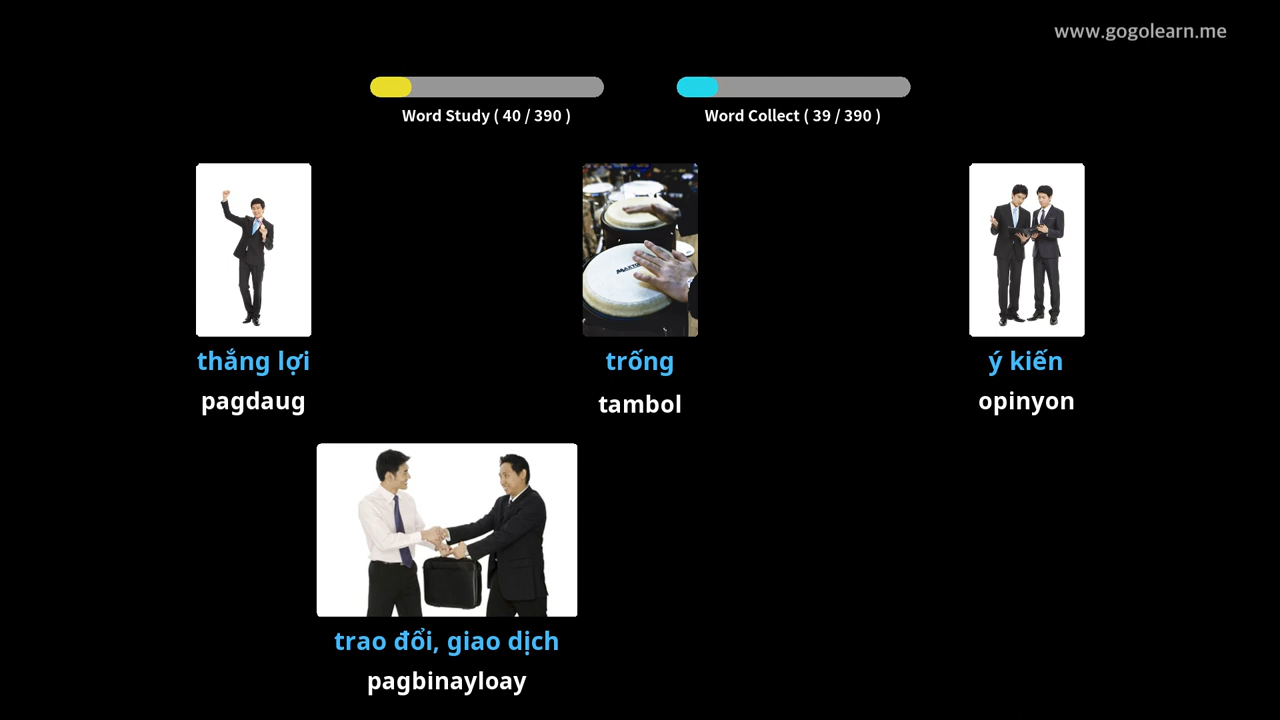 www.gogolearn.me
Word Study ( 40 / 390 )
Word Collect ( 39 / 390 )
thắng lợi
pagdaug
trống
tambol
ý kiến
opinyon
trao đổi, giao dịch
pagbinayloay